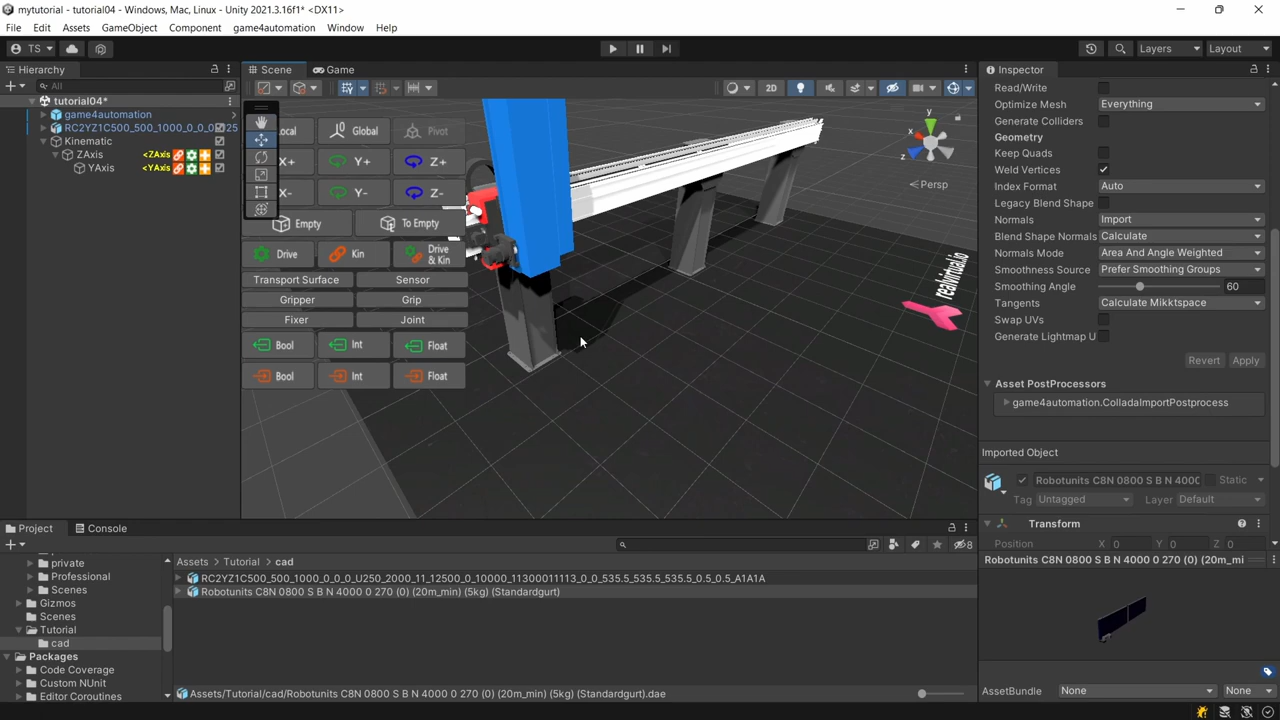 mytutorial - tutorial04 - Windows, Mac, Linux - Unity 2021.3.16f1* <DX11>
File Edit Assets GameObject Component game4automation Window Help
TS Layers Layout
Hierarchy
All
tutorial04*
game4automation
RC2YZ1C500_500_1000_0_0_0
Kinematic
ZAxis <ZAxis
YAxis <YAxis
Scene Game
2D
Global Pivot
X+ Y+ Z+
X- Y- Z-
Empty To Empty
Drive Kin Drive & Kin
Transport Surface Sensor
Gripper Grip
Fixer Joint
Bool Int Float
Bool Int Float
y
x
z
Persp
realvirtual.io
Inspector
Read/Write
Optimize Mesh Everything
Generate Colliders
Geometry
Keep Quads
Weld Vertices
Index Format Auto
Legacy Blend Shape
Normals Import
Blend Shape Normals Calculate
Normals Mode Area And Angle Weighted
Smoothness Source Prefer Smoothing Groups
Smoothing Angle 60
Tangents Calculate Mikktspace
Swap UVs
Generate Lightmap U
Revert Apply
Asset PostProcessors
game4automation.ColladaImportPostprocess
Imported Object
Robotunits C8N 0800 S B N 400( Static
Tag Untagged Layer Default
Transform
Position X 0 Y 0 Z 0
Robotunits C8N 0800 S B N 4000 0 270 (0) (20m_mi
AssetBundle None None
Project Console
8
private
Professional
Scenes
Gizmos
Scenes
Tutorial
cad
Packages
Code Coverage
Custom NUnit
Editor Coroutines
Assets > Tutorial > cad
RC2YZ1C500_500_1000_0_0_0_U250_2000_11_12500_0_10000_11300011113_0_0_535.5_535.5_535.5_0.5_0.5_A1A1A
Robotunits C8N 0800 S B N 4000 0 270 (0) (20m_min) (5kg) (Standardgurt)
Assets/Tutorial/cad/Robotunits C8N 0800 S B N 4000 0 270 (0) (20m_min) (5kg) (Standardgurt).dae